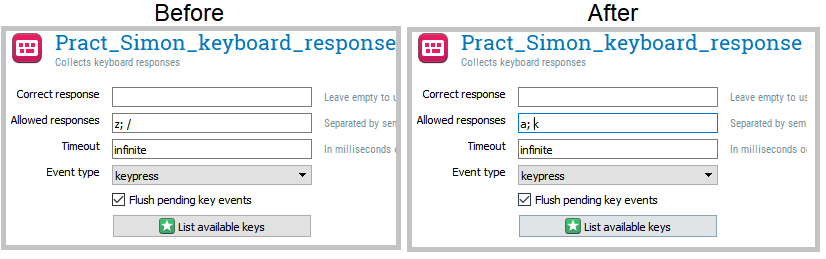 Before
Pract_Simon_keyboard_response
Collects keyboard responses
Correct response
Leave empty to u
Allowed responses z; / Separated by sem
Timeout infinite In milliseconds o
Event type keypress
Flush pending key events
List available keys
After
Pract_Simon_keyboard_response
Collects keyboard responses
Correct response
Leave empty to us
Allowed responses a; k Separated by sem
Timeout infinite In milliseconds or
Event type keypress
Flush pending key events
List available keys